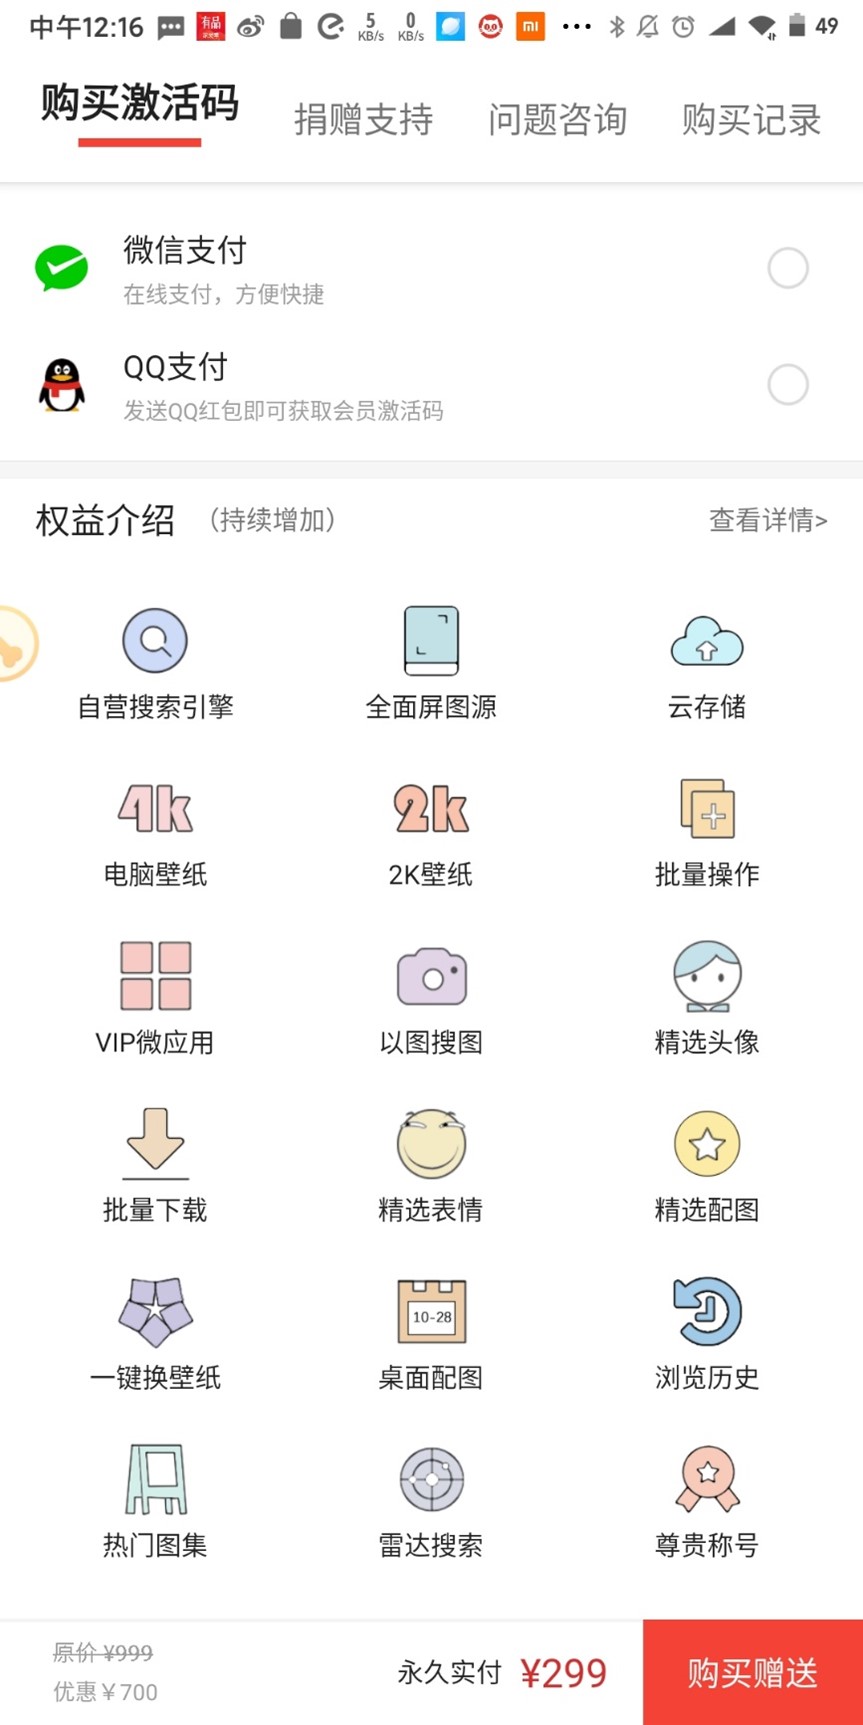 中午12:16 有品 5 KB/s 0 KB/s mi 49
购买激活码 捐赠支持 问题咨询 购买记录
微信支付
在线支付，方便快捷
QQ支付
发送QQ红包即可获取会员激活码
权益介绍 （持续增加） 查看详情>
自营搜索引擎 全面屏图源 云存储
4k 2k
电脑壁纸 2K壁纸 批量操作
VIP微应用 以图搜图 精选头像
批量下载 精选表情 精选配图
10-28
一键换壁纸 桌面配图 浏览历史
热门图集 雷达搜索 尊贵称号
原价 ¥999
优惠￥700
永久实付 ¥299 购买赠送